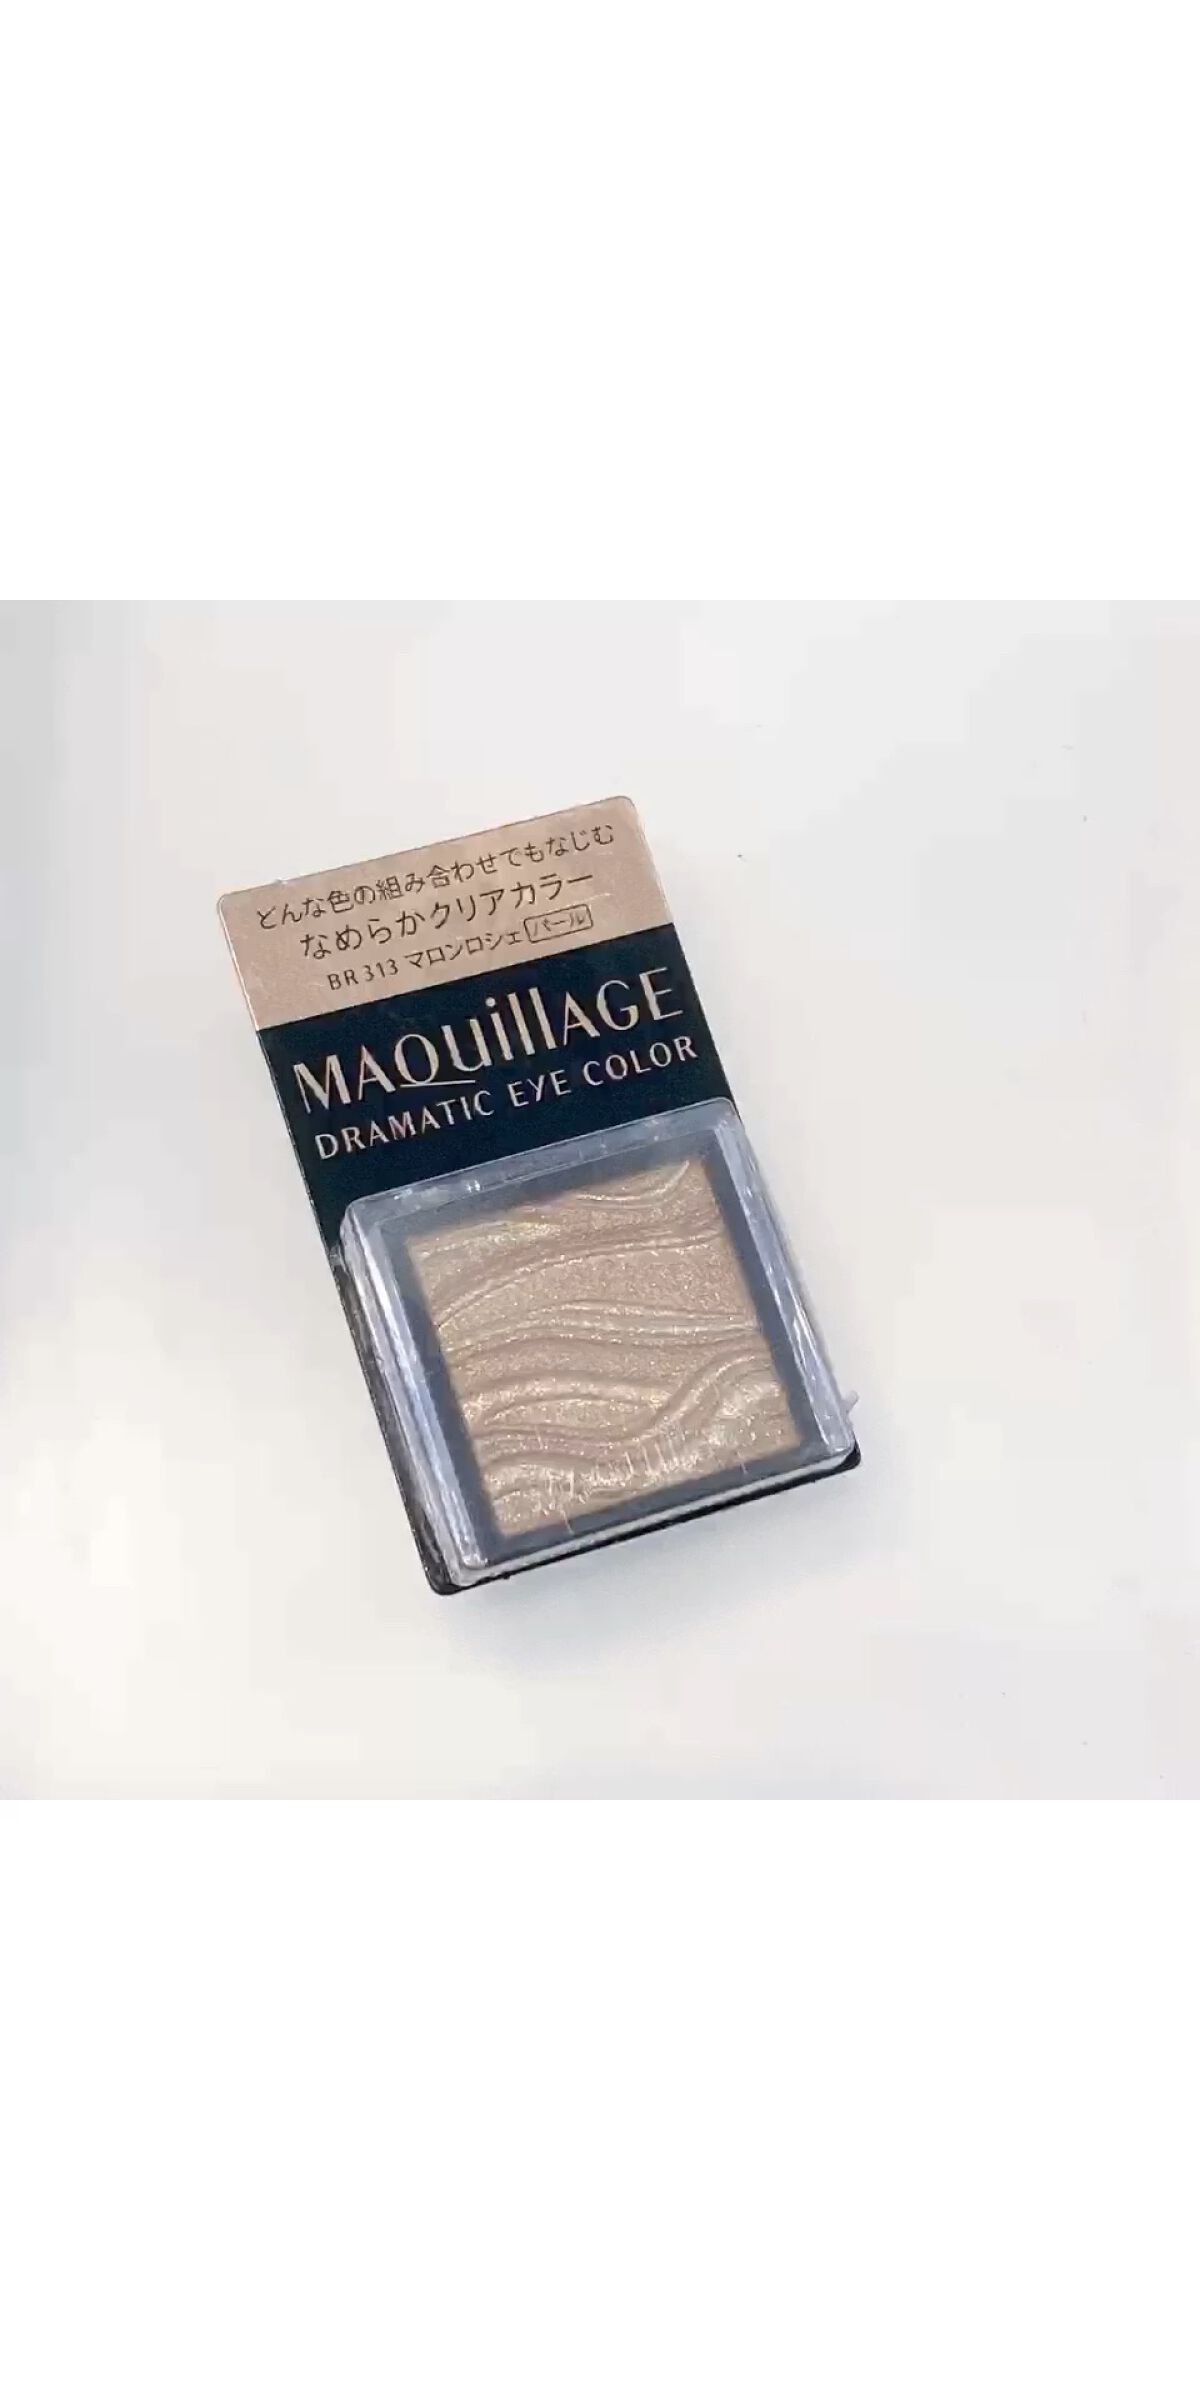 どんな色の組み合わせでもなじむ
なめらかクリアカラー
BR 313 マロンロシェ パール
MAQuillAGE
DRAMATIC EYE COLOR